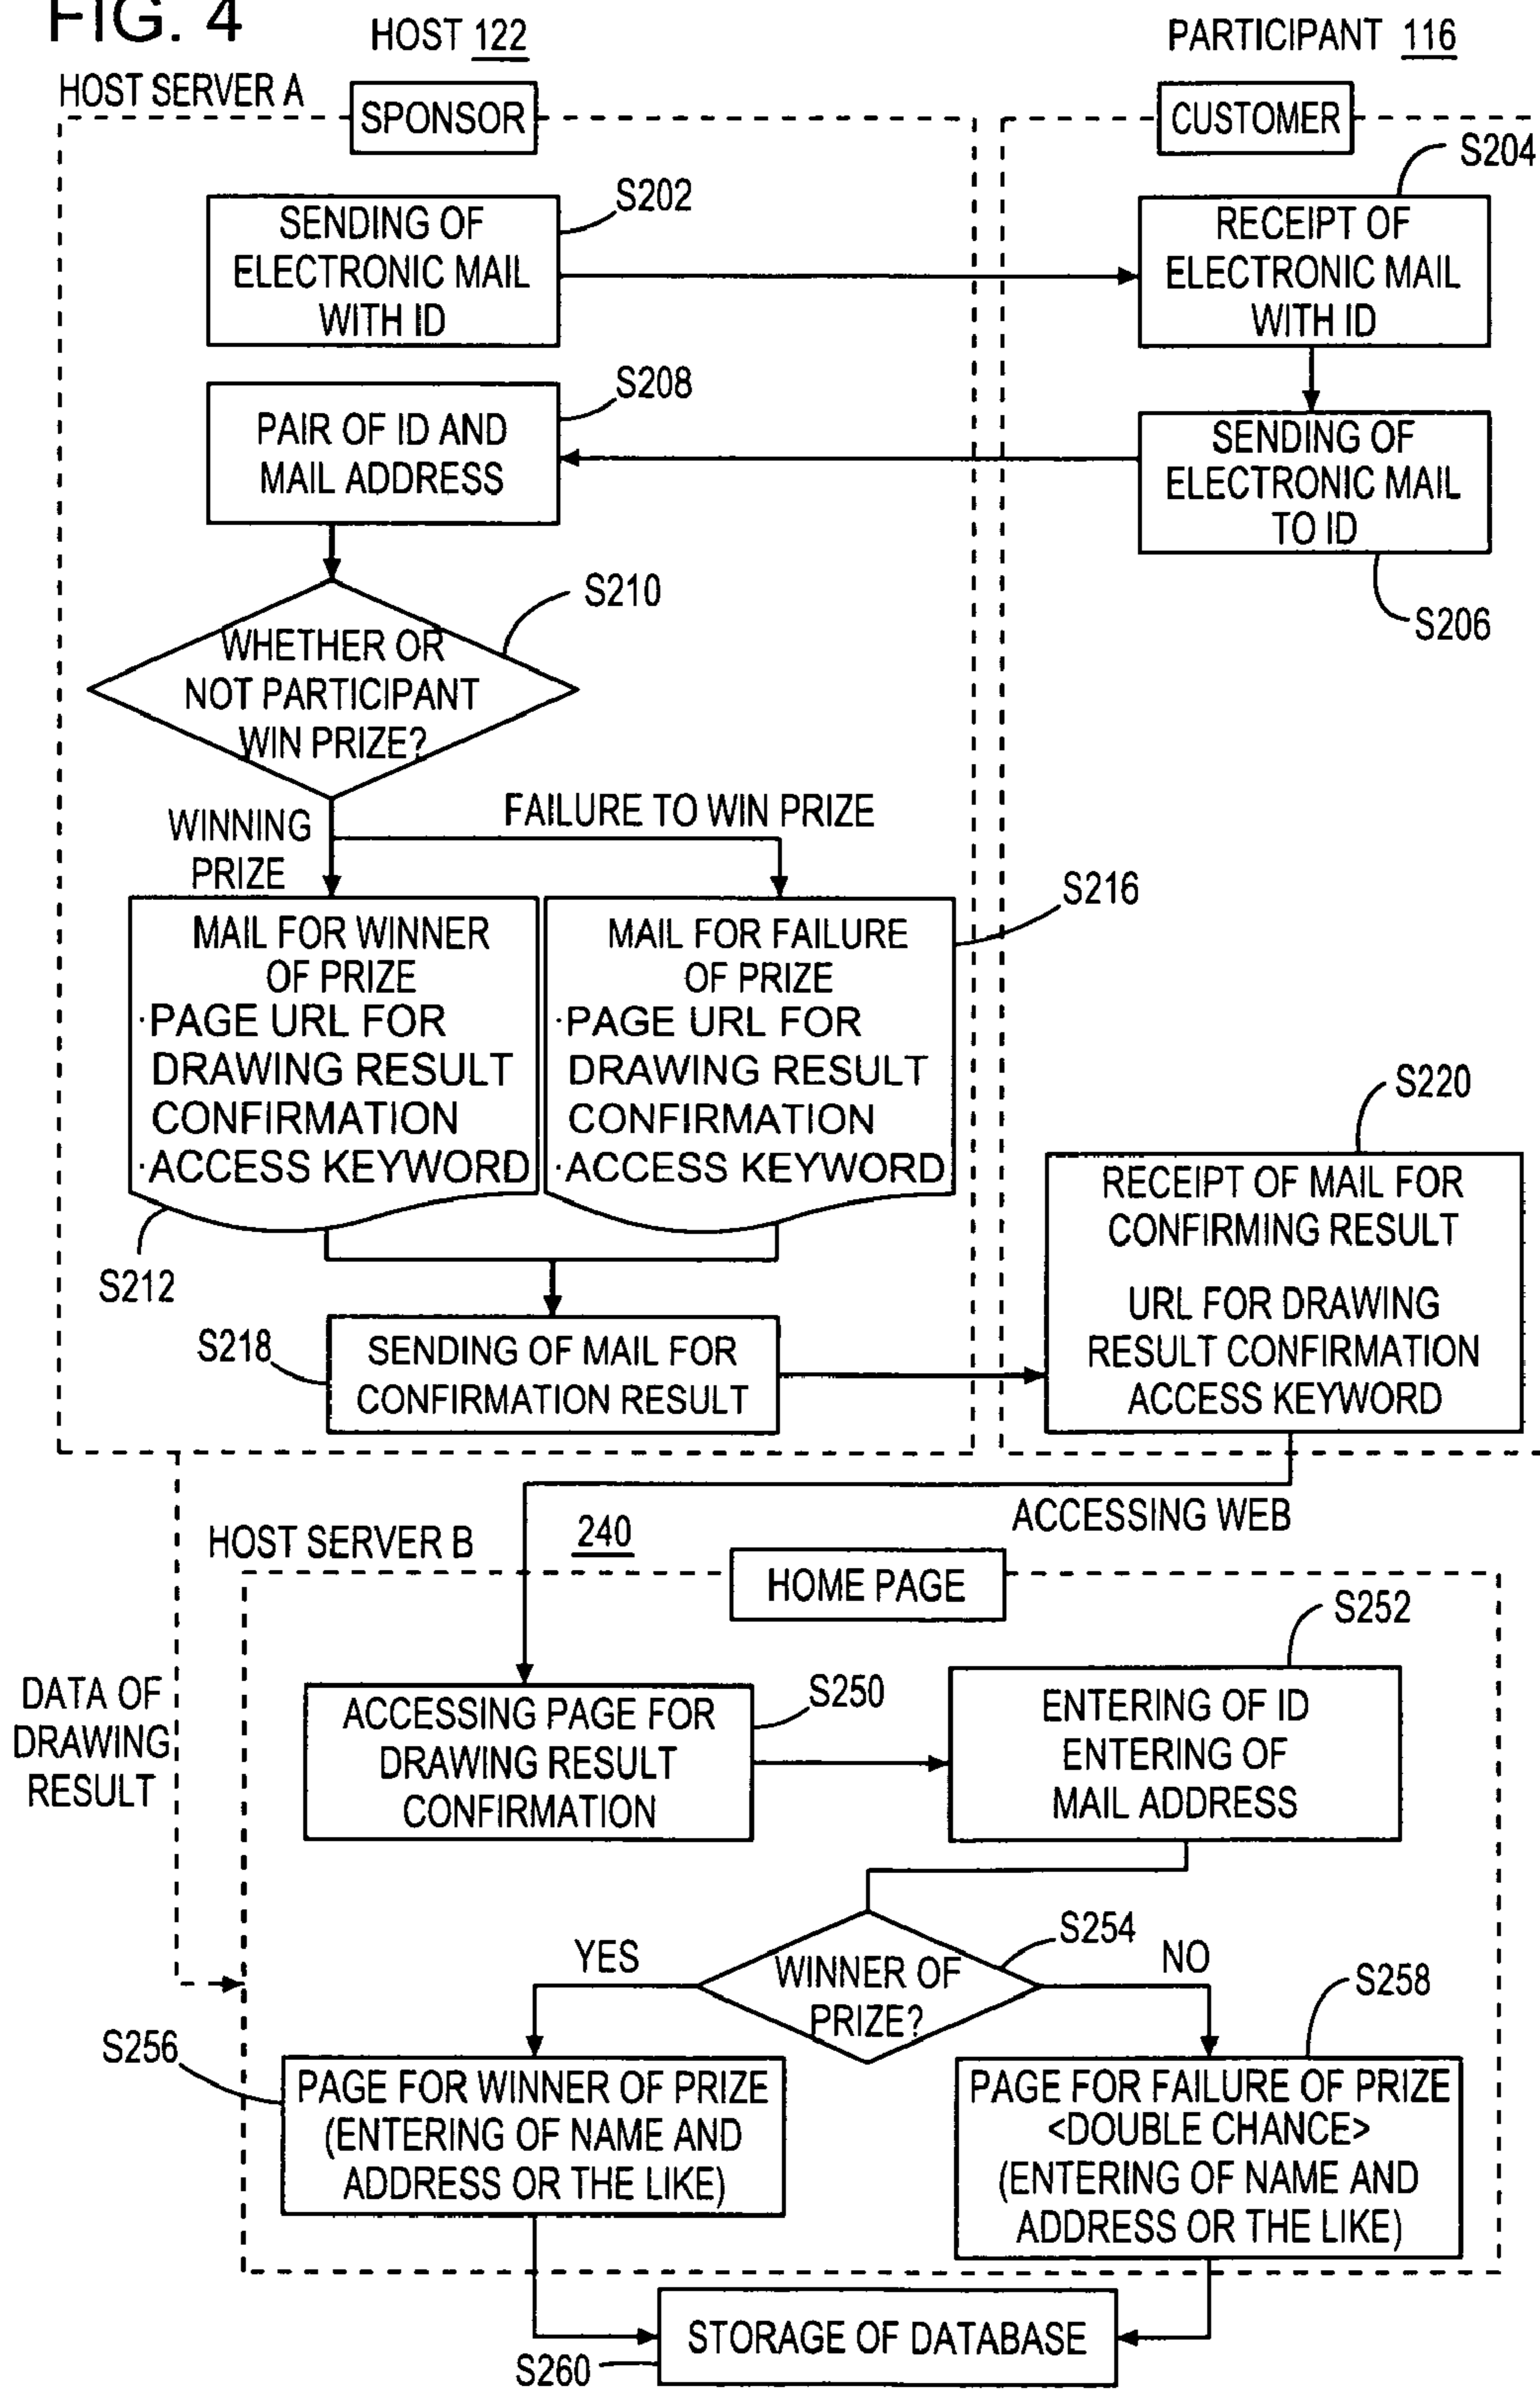 FIG. 4
HOST 122
PARTICIPANT 116
HOST SERVER A
SPONSOR
CUSTOMER
S202
S204
SENDING OF
ELECTRONIC MAIL
WITH ID
RECEIPT OF
ELECTRONIC MAIL
WITH ID
S208
PAIR OF ID AND
MAIL ADDRESS
SENDING OF
ELECTRONIC MAIL
TO ID
S206
S210
WHETHER OR
NOT PARTICIPANT
WIN PRIZE?
WINNING
PRIZE
FAILURE TO WIN PRIZE
S216
MAIL FOR WINNER
OF PRIZE
·PAGE URL FOR
DRAWING RESULT
CONFIRMATION
·ACCESS KEYWORD
MAIL FOR FAILURE
OF PRIZE
·PAGE URL FOR
DRAWING RESULT
CONFIRMATION
·ACCESS KEYWORD
S212
S220
RECEIPT OF MAIL FOR
CONFIRMING RESULT
URL FOR DRAWING
RESULT CONFIRMATION
ACCESS KEYWORD
S218
SENDING OF MAIL FOR
CONFIRMATION RESULT
ACCESSING WEB
HOST SERVER B
240
HOME PAGE
DATA OF
DRAWING
RESULT
S250
ACCESSING PAGE FOR
DRAWING RESULT
CONFIRMATION
S252
ENTERING OF ID
ENTERING OF
MAIL ADDRESS
S254
YES
WINNER OF
PRIZE?
NO
S256
PAGE FOR WINNER OF PRIZE
(ENTERING OF NAME AND
ADDRESS OR THE LIKE)
S258
PAGE FOR FAILURE OF PRIZE
<DOUBLE CHANCE>
(ENTERING OF NAME AND
ADDRESS OR THE LIKE)
STORAGE OF DATABASE
S260